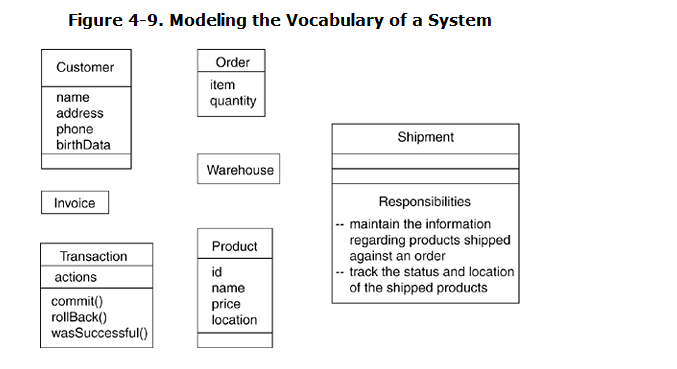 Figure 4-9. Modeling the Vocabulary of a System
Customer
name
address
phone
birthData
Order
item
quantity
Warehouse
Invoice
Transaction
actions
commit()
rollBack()
wasSuccessful()
Product
id
name
price
location
Shipment
Responsibilities
-- maintain the information
regarding products shipped
against an order
-- track the status and location
of the shipped products